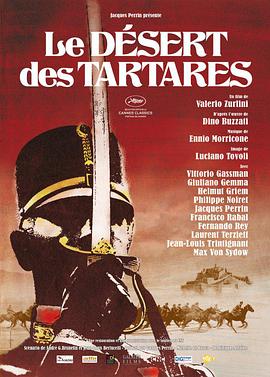 Jacques Perrin présente
Le DÉSERT
des TARTARES
CANNES CLASSICS
Un film de
Valerio Zurlini
D'après l'œuvre de
Dino Buzzati
Musique de
Ennio Morricone
Image de
Luciano Tovoli
Avec
Vittorio Gassman
Giuliano Gemma
Helmut Griem
Philippe Noiret
Jacques Perrin
Francisco Rabal
Fernando Rey
Laurent Terzieff
Jean-Louis Trintignant
Max Von Sydow